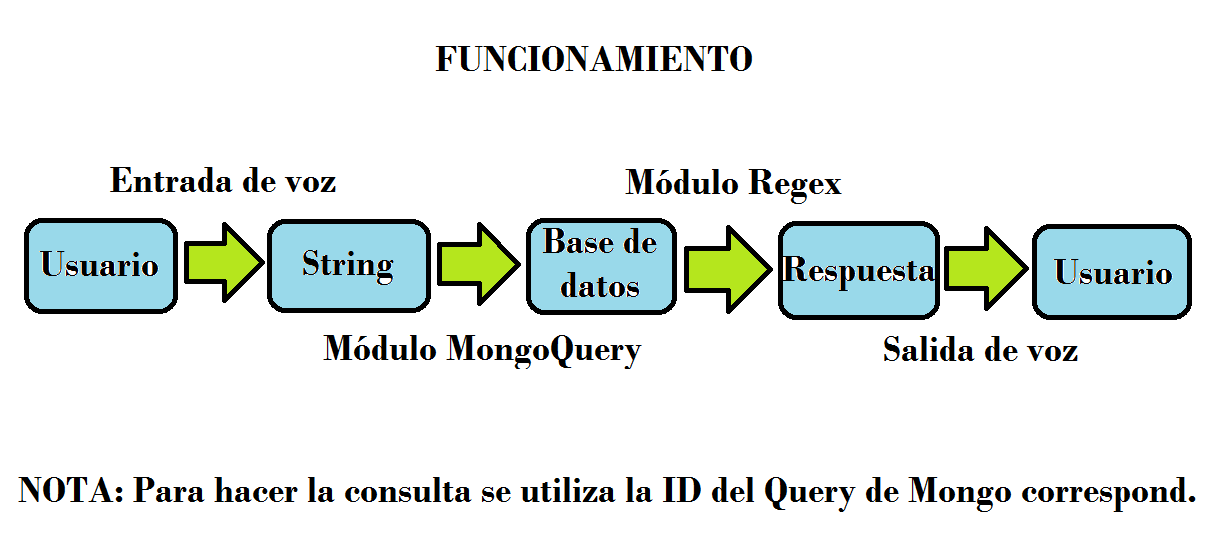 FUNCIONAMIENTO
Entrada de voz
Módulo Regex
Usuario
String
Base de
datos
Respuesta
Usuario
Módulo MongoQuery
Salida de voz
NOTA: Para hacer la consulta se utiliza la ID del Query de Mongo correspond.